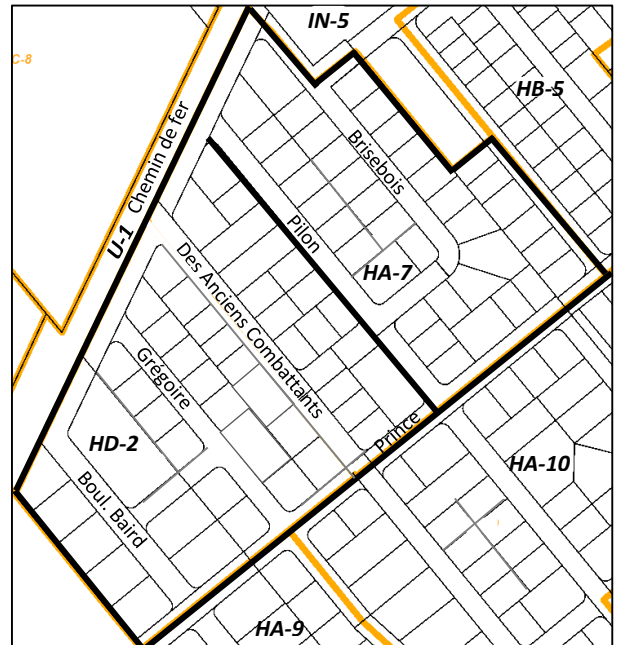 IN-5
C-8
HB-5
Chemin de fer
U-1
Brisebois
Pilon
HA-7
Des Anciens Combattants
Grégoire
HD-2
Prince
HA-10
Boul. Baird
HA-9